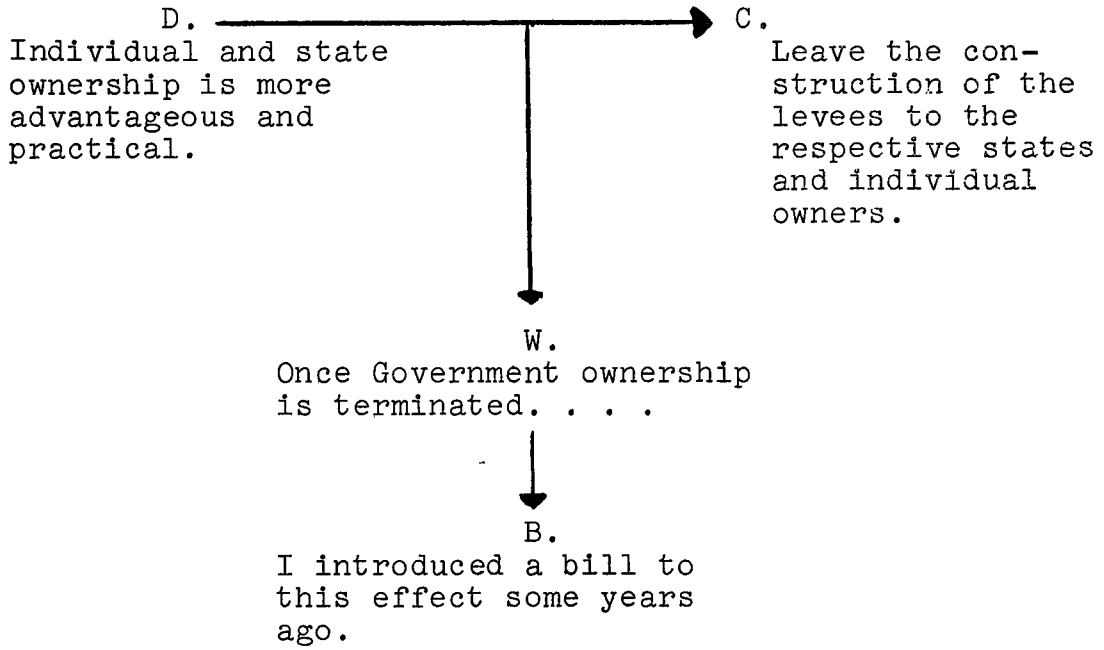 D. C.
Individual and state
ownership is more
advantageous and
practical.
Leave the con-
struction of the
levees to the
respective states
and individual
owners.
W.
Once Government ownership
is terminated. . . .
B.
I introduced a bill to
this effect some years
ago.